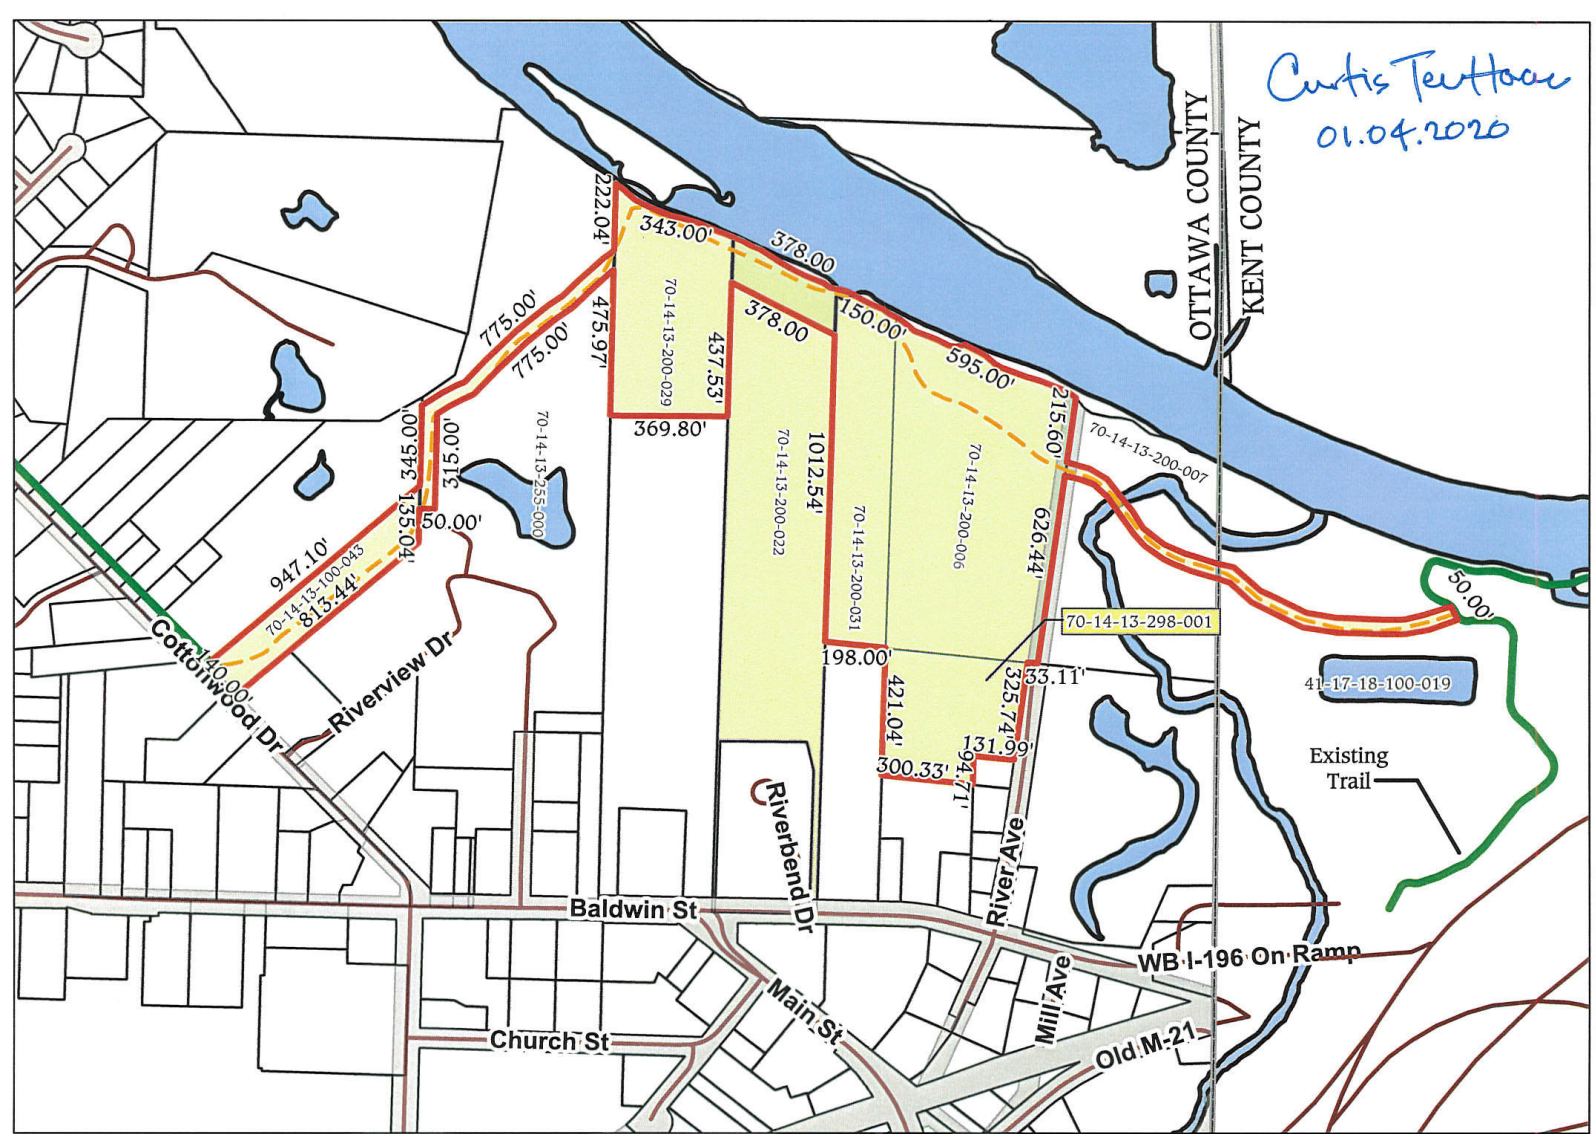 Curtis TerHaar
01.04.2020
OTTAWA COUNTY
KENT COUNTY
222.04'
343.00'
378.00
775.00'
775.00'
475.97'
70-14-13-200-029
437.53'
378.00
150.00'
595.00'
215.60'
369.80'
345.00'
315.00'
70-14-13-255-000
70-14-13-200-022
1012.54'
70-14-13-200-006
70-14-13-200-007
135.04'
50.00'
947.10'
70-14-13-100-043
813.44'
70-14-13-200-031
626.44'
50.00'
70-14-13-298-001
140.00'
Cottonwood Dr
Riverview Dr
198.00'
33.11'
41-17-18-100-019
421.04'
325.74'
131.99'
300.33'
94.71'
Existing
Trail
Riverbend Dr
River Ave
Baldwin St
WB I-196 On Ramp
Main St
Mill Ave
Church St
Old M-21